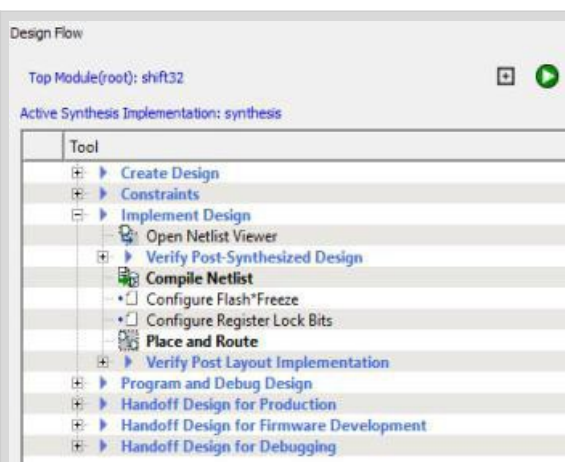 Design Flow
Top Module(root): shift32
Active Synthesis Implementation: synthesis
Tool
Create Design
Constraints
Implement Design
Open Netlist Viewer
Verify Post-Synthesized Design
Compile Netlist
Configure Flash*Freeze
Configure Register Lock Bits
Place and Route
Verify Post Layout Implementation
Program and Debug Design
Handoff Design for Production
Handoff Design for Firmware Development
Handoff Design for Debugging